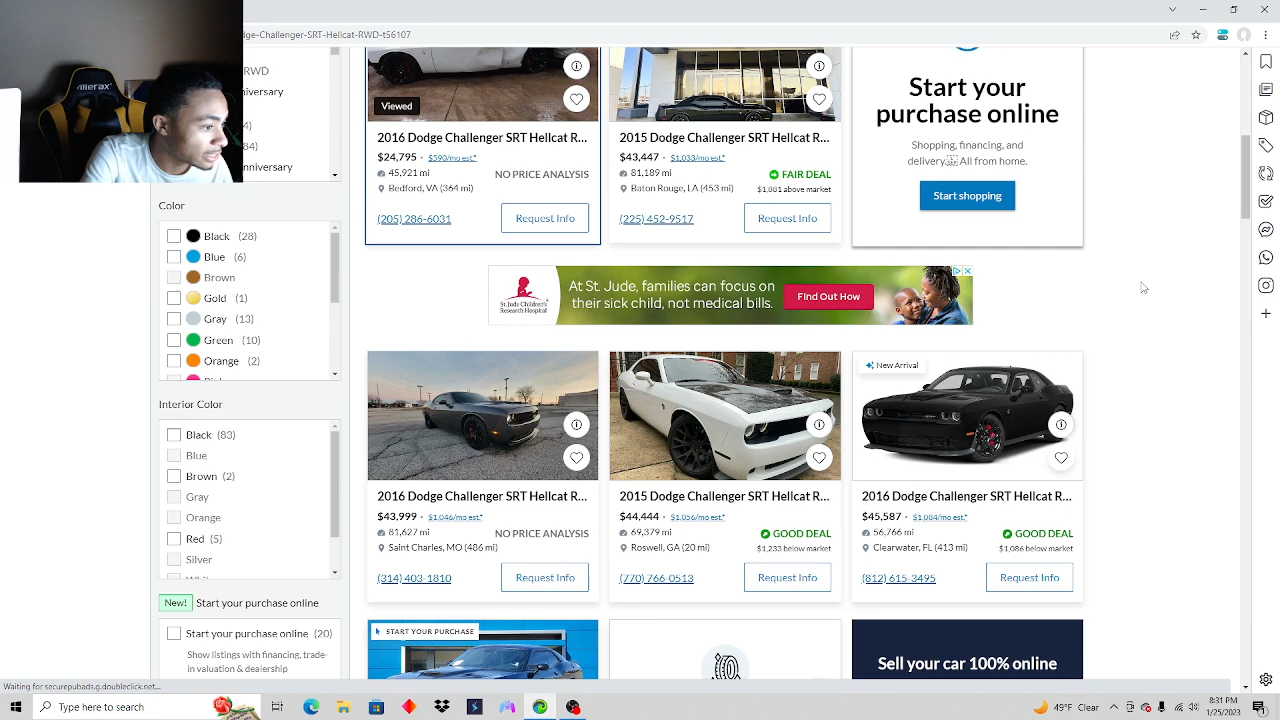 dge-Challenger-SRT-Hellcat-RWD-t56107
RWD
nniversary
4)
84)
nniversary
Color
Black (28)
Blue (6)
Brown
Gold (1)
Gray (13)
Green (10)
Orange (2)
Interior Color
Black (83)
Blue
Brown (2)
Gray
Orange
Red (5)
Silver
New! Start your purchase online
Start your purchase online (20)
Show listings with financing, trade-
in valuation & dealership
Viewed
2016 Dodge Challenger SRT Hellcat R...
$24,795 · $590/mo est.*
45,921 mi NO PRICE ANALYSIS
Bedford, VA (364 mi)
(205) 286-6031 Request Info
2015 Dodge Challenger SRT Hellcat R...
$43,447 · $1,033/mo est.*
81,189 mi FAIR DEAL
Baton Rouge, LA (453 mi) $1,881 above market
(225) 452-9517 Request Info
Start your
purchase online
Shopping, financing, and
delivery. All from home.
Start shopping
St. Jude Children's
Research Hospital
At St. Jude, families can focus on
their sick child, not medical bills.
Find Out How
2016 Dodge Challenger SRT Hellcat R...
$43,999 · $1,046/mo est.*
81,627 mi NO PRICE ANALYSIS
Saint Charles, MO (486 mi)
(314) 403-1810 Request Info
2015 Dodge Challenger SRT Hellcat R...
$44,444 · $1,056/mo est.*
69,379 mi GOOD DEAL
Roswell, GA (20 mi) $1,233 below market
(770) 766-0513 Request Info
New Arrival
2016 Dodge Challenger SRT Hellcat R...
$45,587 · $1,084/mo est.*
56,766 mi GOOD DEAL
Clearwater, FL (413 mi) $1,086 below market
(812) 615-3495 Request Info
START YOUR PURCHASE
Sell your car 100% online
Waiting for securepubads.g.doubleclick.net...
Type here to search
49°F Clear
8:31 PM
1/25/2023